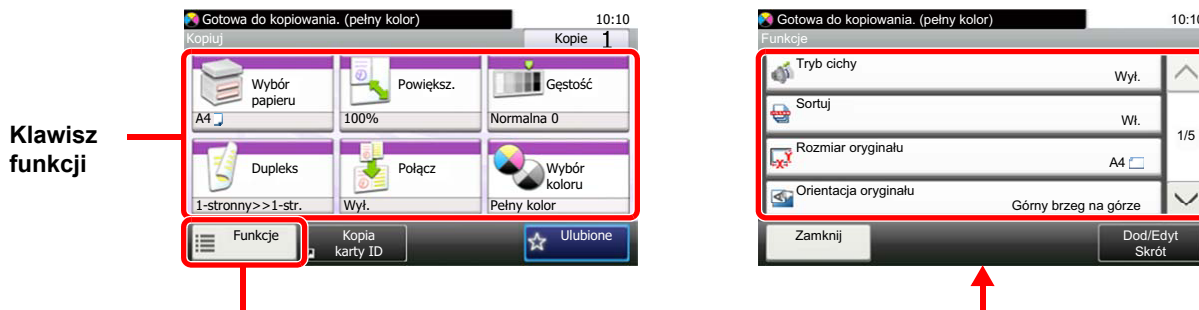 Klawisz
funkcji
Gotowa do kopiowania. (pełny kolor)
10:10
Kopiuj
Kopie 1
Wybór
papieru
A4
Powiększ.
100%
Gęstość
Normalna 0
Dupleks
1-stronny>>1-str.
Połącz
Wył.
Wybór
koloru
Pełny kolor
Funkcje
Kopia
karty ID
Ulubione
Gotowa do kopiowania. (pełny kolor)
10:10
Funkcje
Tryb cichy
Wył.
Sortuj
Wł.
Rozmiar oryginału
A4
Orientacja oryginału
Górny brzeg na górze
1/5
Zamknij
Dod/Edyt
Skrót